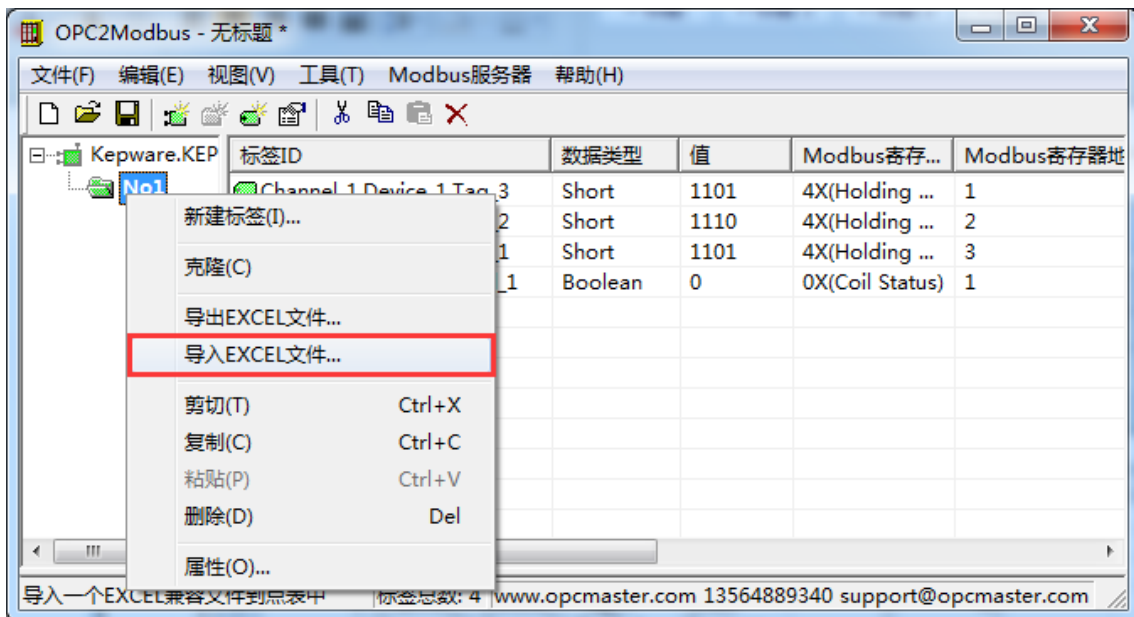 OPC2Modbus - 无标题 *
文件(F) 编辑(E) 视图(V) 工具(T) Modbus服务器 帮助(H)
Kepware.KEP 标签ID 数据类型 值 Modbus寄存... Modbus寄存器地
No1 Channel_1.Device_1.Tag_3 Short 1101 4X(Holding ... 1
新建标签(I)... _2 Short 1110 4X(Holding ... 2
_1 Short 1101 4X(Holding ... 3
克隆(C) _1 Boolean 0 0X(Coil Status) 1
导出EXCEL文件...
导入EXCEL文件...
剪切(T) Ctrl+X
复制(C) Ctrl+C
粘贴(P) Ctrl+V
删除(D) Del
属性(O)...
导入一个EXCEL兼容文件到点表中 标签总数: 4 www.opcmaster.com 13564889340 support@opcmaster.com